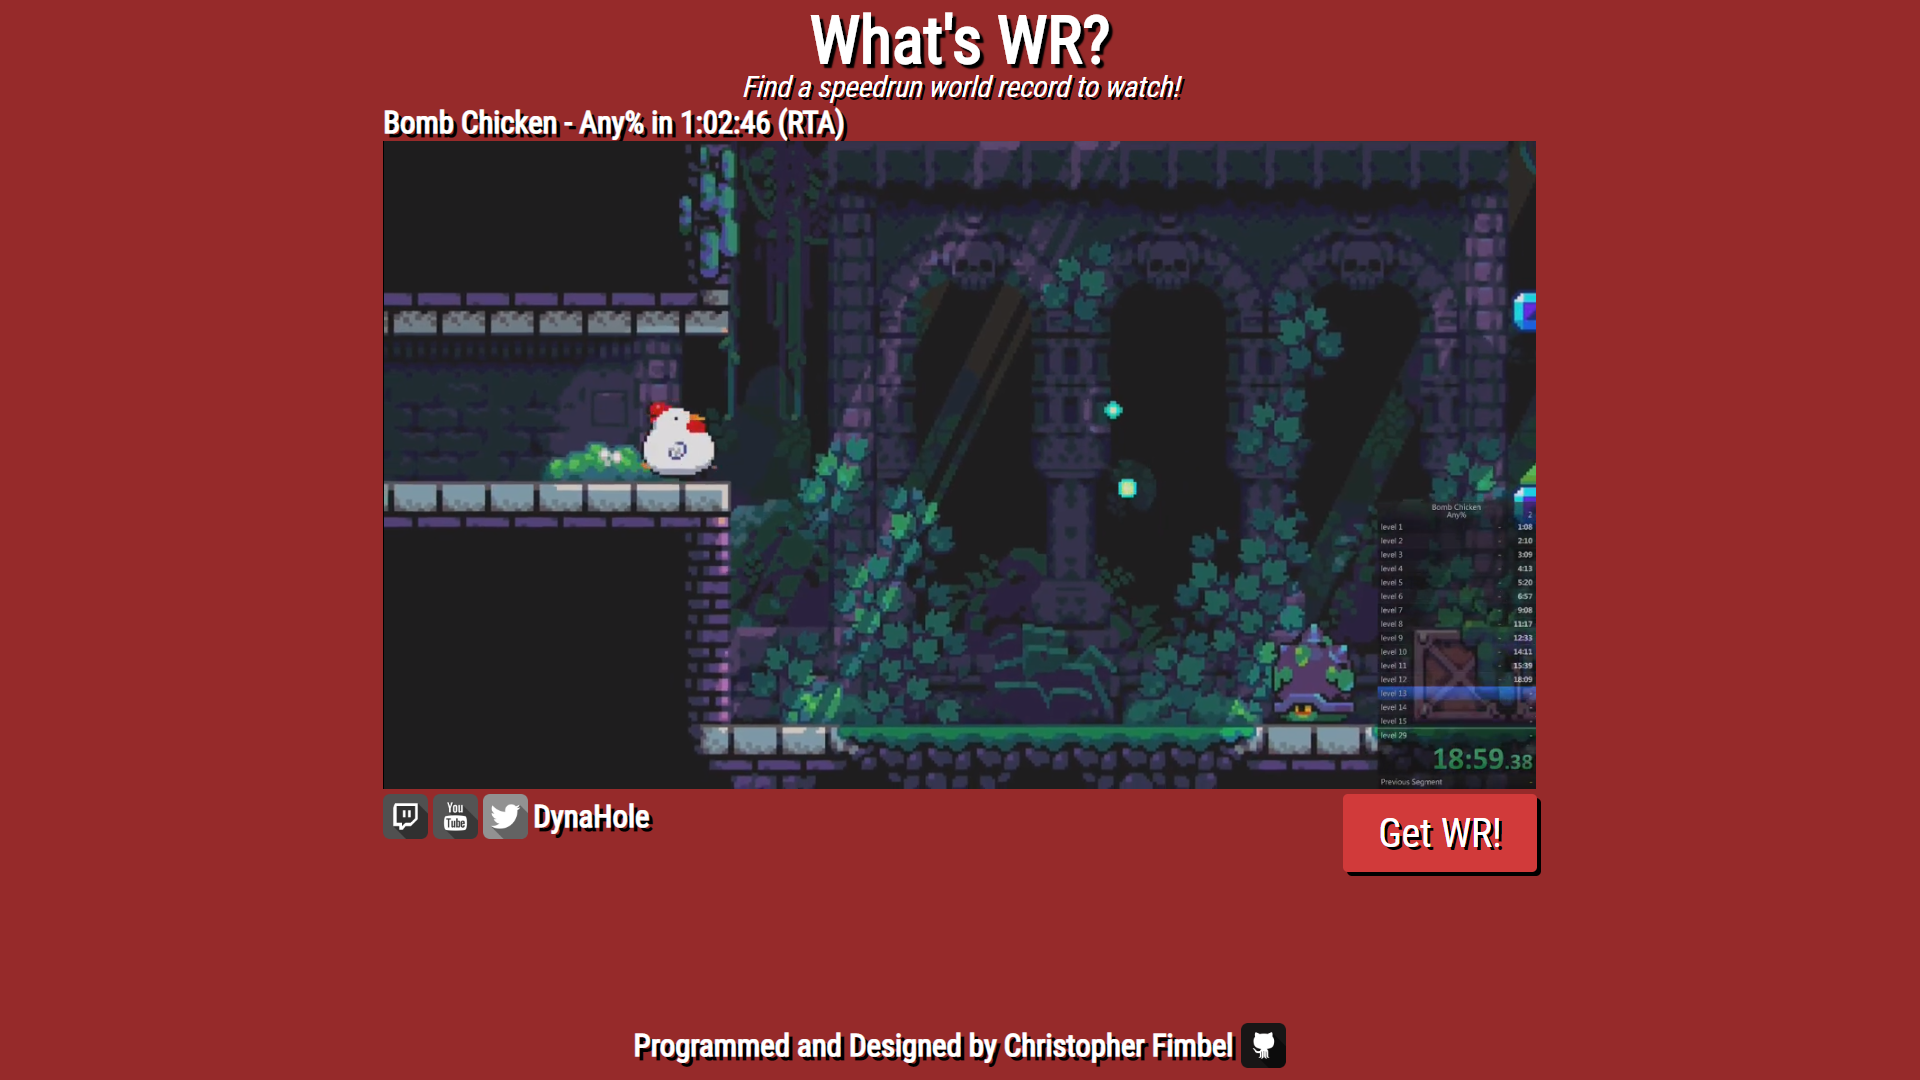 What's WR?
Find a speedrun world record to watch!
Bomb Chicken - Any% in 1:02:46 (RTA)
Bomb Chicken
Any%
2
level 1 - 1:08
level 2 - 2:10
level 3 - 3:09
level 4 - 4:13
level 5 - 5:20
level 6 - 6:57
level 7 - 9:08
level 8 - 11:17
level 9 - 12:33
level 10 - 14:11
level 11 - 15:39
level 12 - 18:09
level 13 -
level 14 -
level 15 -
level 29 -
18:59.38
Previous Segment -
You
Tube
DynaHole
Get WR!
Programmed and Designed by Christopher Fimbel